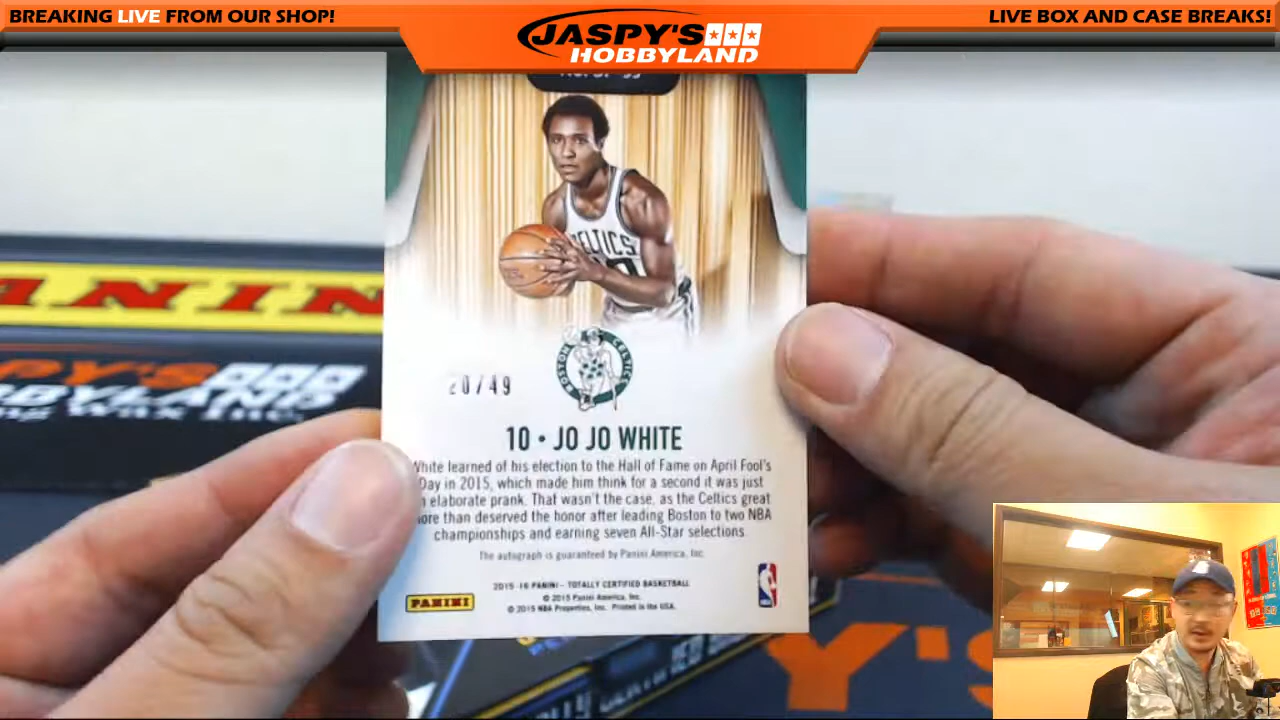 BREAKING LIVE FROM OUR SHOP!
JASPY'S
HOBBYLAND
LIVE BOX AND CASE BREAKS!
CELTICS
BOSTON CELTICS
20/49
10 • JO JO WHITE
White learned of his election to the Hall of Fame on April Fool's
Day in 2015, which made him think for a second it was just
elaborate prank. That wasn't the case, as the Celtics great
more than deserved the honor after leading Boston to two NBA
championships and earning seven All-Star selections.
The autograph is guaranteed by Panini America, Inc.
2015-16 PANINI – TOTALLY CERTIFIED BASKETBALL
© 2015 Panini America, Inc.
© 2015 NBA Properties, Inc. Printed in the USA.
PANINI